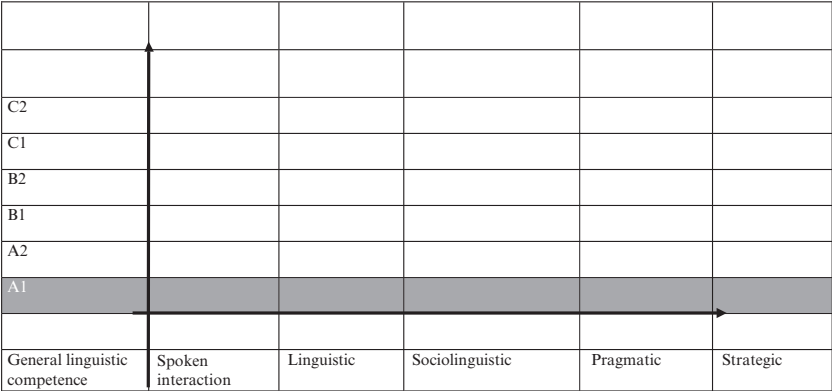 C2
C1
B2
B1
A2
A1
General linguistic competence
Spoken interaction
Linguistic
Sociolinguistic
Pragmatic
Strategic